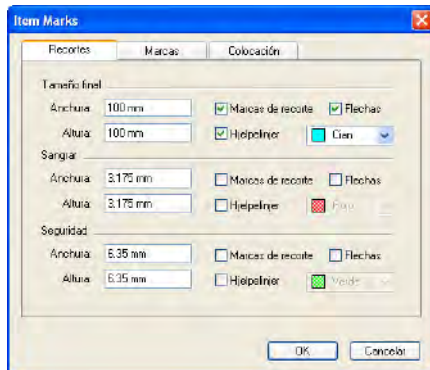 Item Marks
Recortes Marcas Colocación
Tamaño final
Anchura: 100 mm Marcas de recorte Flechas
Altura: 100 mm Hjelpelinjer Cian
Sangrar
Anchura: 3.175 mm Marcas de recorte Flechas
Altura: 3.175 mm Hjelpelinjer Rojo
Seguridad
Anchura: 6.35 mm Marcas de recorte Flechas
Altura: 6.35 mm Hjelpelinjer Verde
OK Cancelar